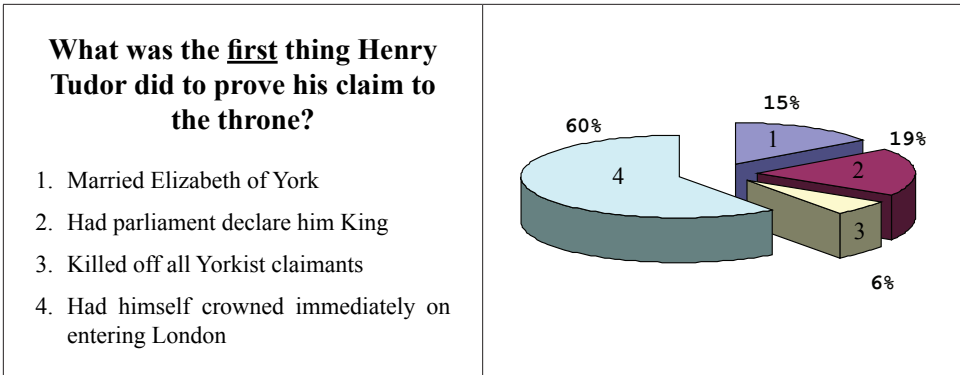 What was the first thing Henry
Tudor did to prove his claim to
the throne?
1. Married Elizabeth of York
2. Had parliament declare him King
3. Killed off all Yorkist claimants
4. Had himself crowned immediately on
entering London
15%
60%
19%
1
2
4
3
6%